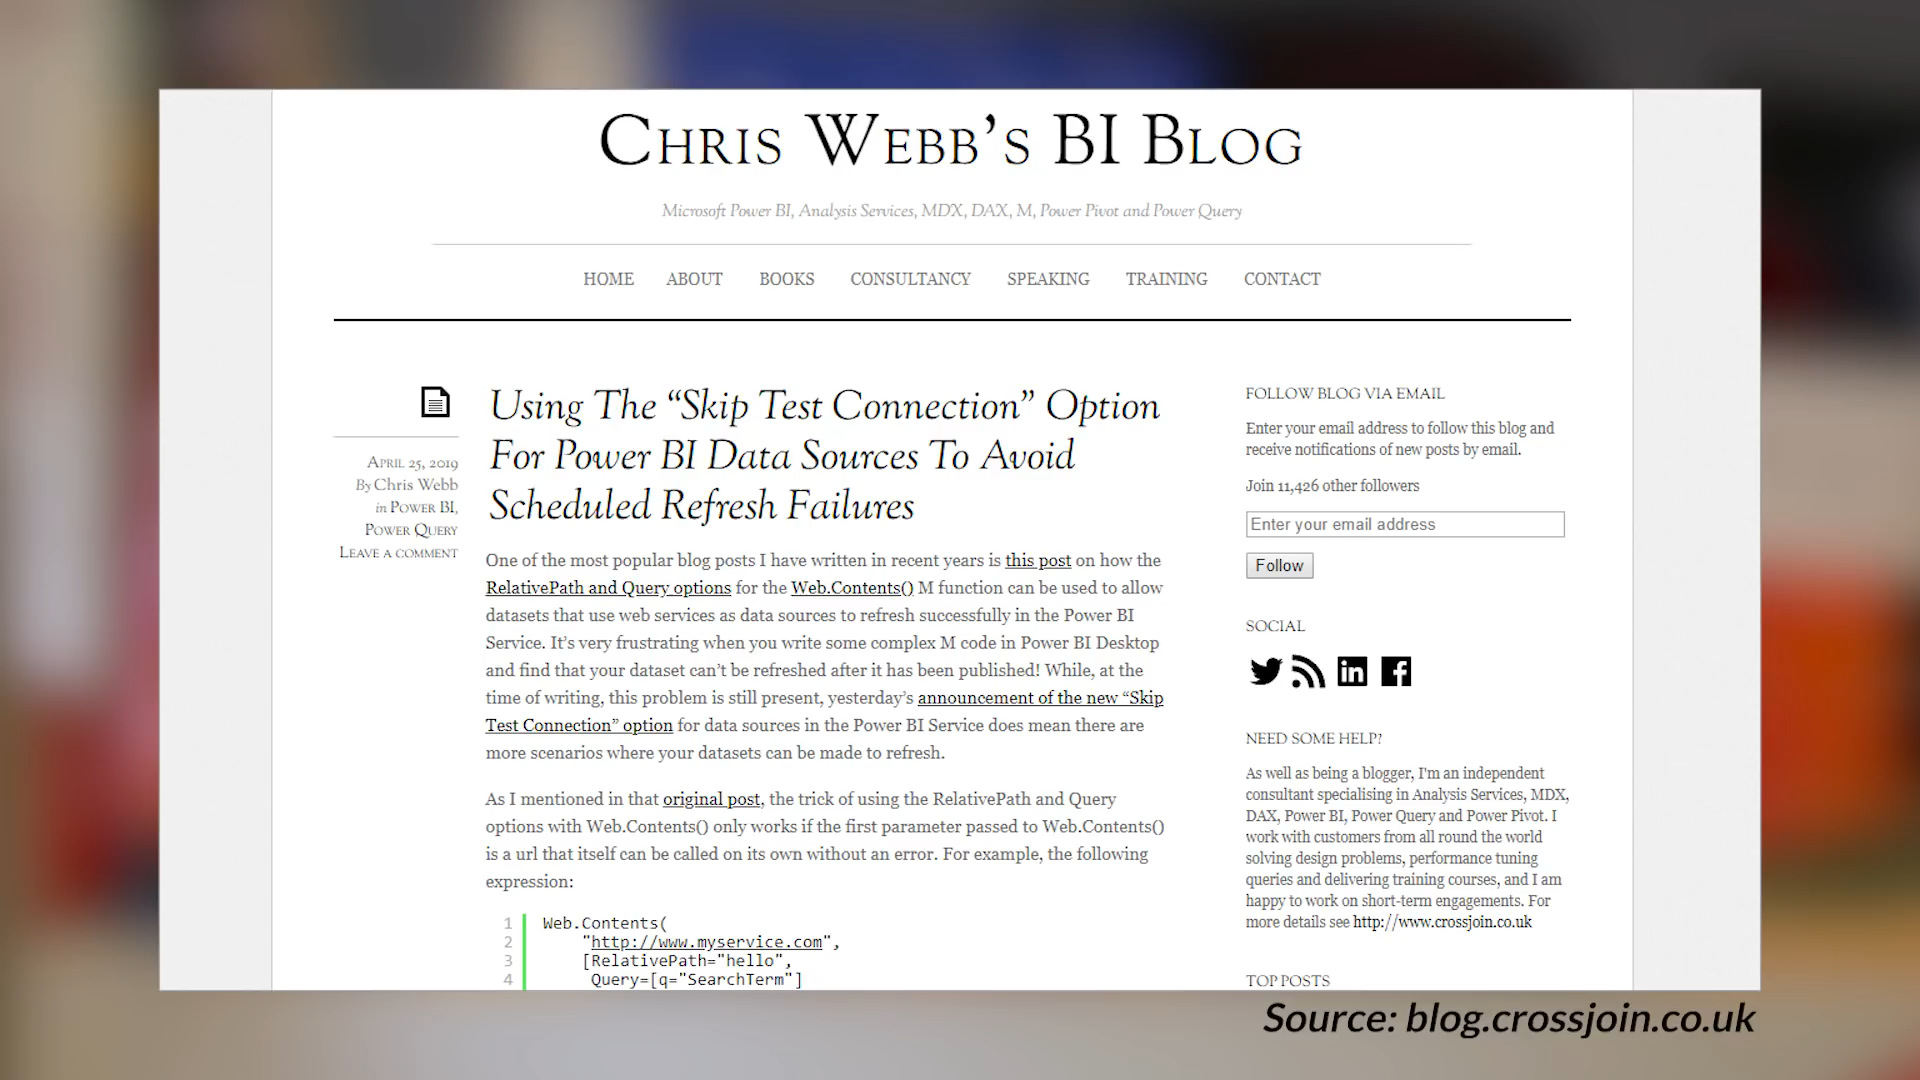 CHRIS WEBB'S BI BLOG
Microsoft Power BI, Analysis Services, MDX, DAX, M, Power Pivot and Power Query
HOME ABOUT BOOKS CONSULTANCY SPEAKING TRAINING CONTACT
April 25, 2019
By Chris Webb
in Power BI,
Power Query
Leave a comment
Using The “Skip Test Connection” Option
For Power BI Data Sources To Avoid
Scheduled Refresh Failures
One of the most popular blog posts I have written in recent years is this post on how the
RelativePath and Query options for the Web.Contents() M function can be used to allow
datasets that use web services as data sources to refresh successfully in the Power BI
Service. It’s very frustrating when you write some complex M code in Power BI Desktop
and find that your dataset can’t be refreshed after it has been published! While, at the
time of writing, this problem is still present, yesterday’s announcement of the new “Skip
Test Connection” option for data sources in the Power BI Service does mean there are
more scenarios where your datasets can be made to refresh.
As I mentioned in that original post, the trick of using the RelativePath and Query
options with Web.Contents() only works if the first parameter passed to Web.Contents()
is a url that itself can be called on its own without an error. For example, the following
expression:
1 Web.Contents(
2 "http://www.myservice.com",
3 [RelativePath="hello",
4 Query=[q="SearchTerm"]
FOLLOW BLOG VIA EMAIL
Enter your email address to follow this blog and
receive notifications of new posts by email.
Join 11,426 other followers
Enter your email address
Follow
SOCIAL
NEED SOME HELP?
As well as being a blogger, I'm an independent
consultant specialising in Analysis Services, MDX,
DAX, Power BI, Power Query and Power Pivot. I
work with customers from all round the world
solving design problems, performance tuning
queries and delivering training courses, and I am
happy to work on short-term engagements. For
more details see http://www.crossjoin.co.uk
TOP POSTS
Source: blog.crossjoin.co.uk